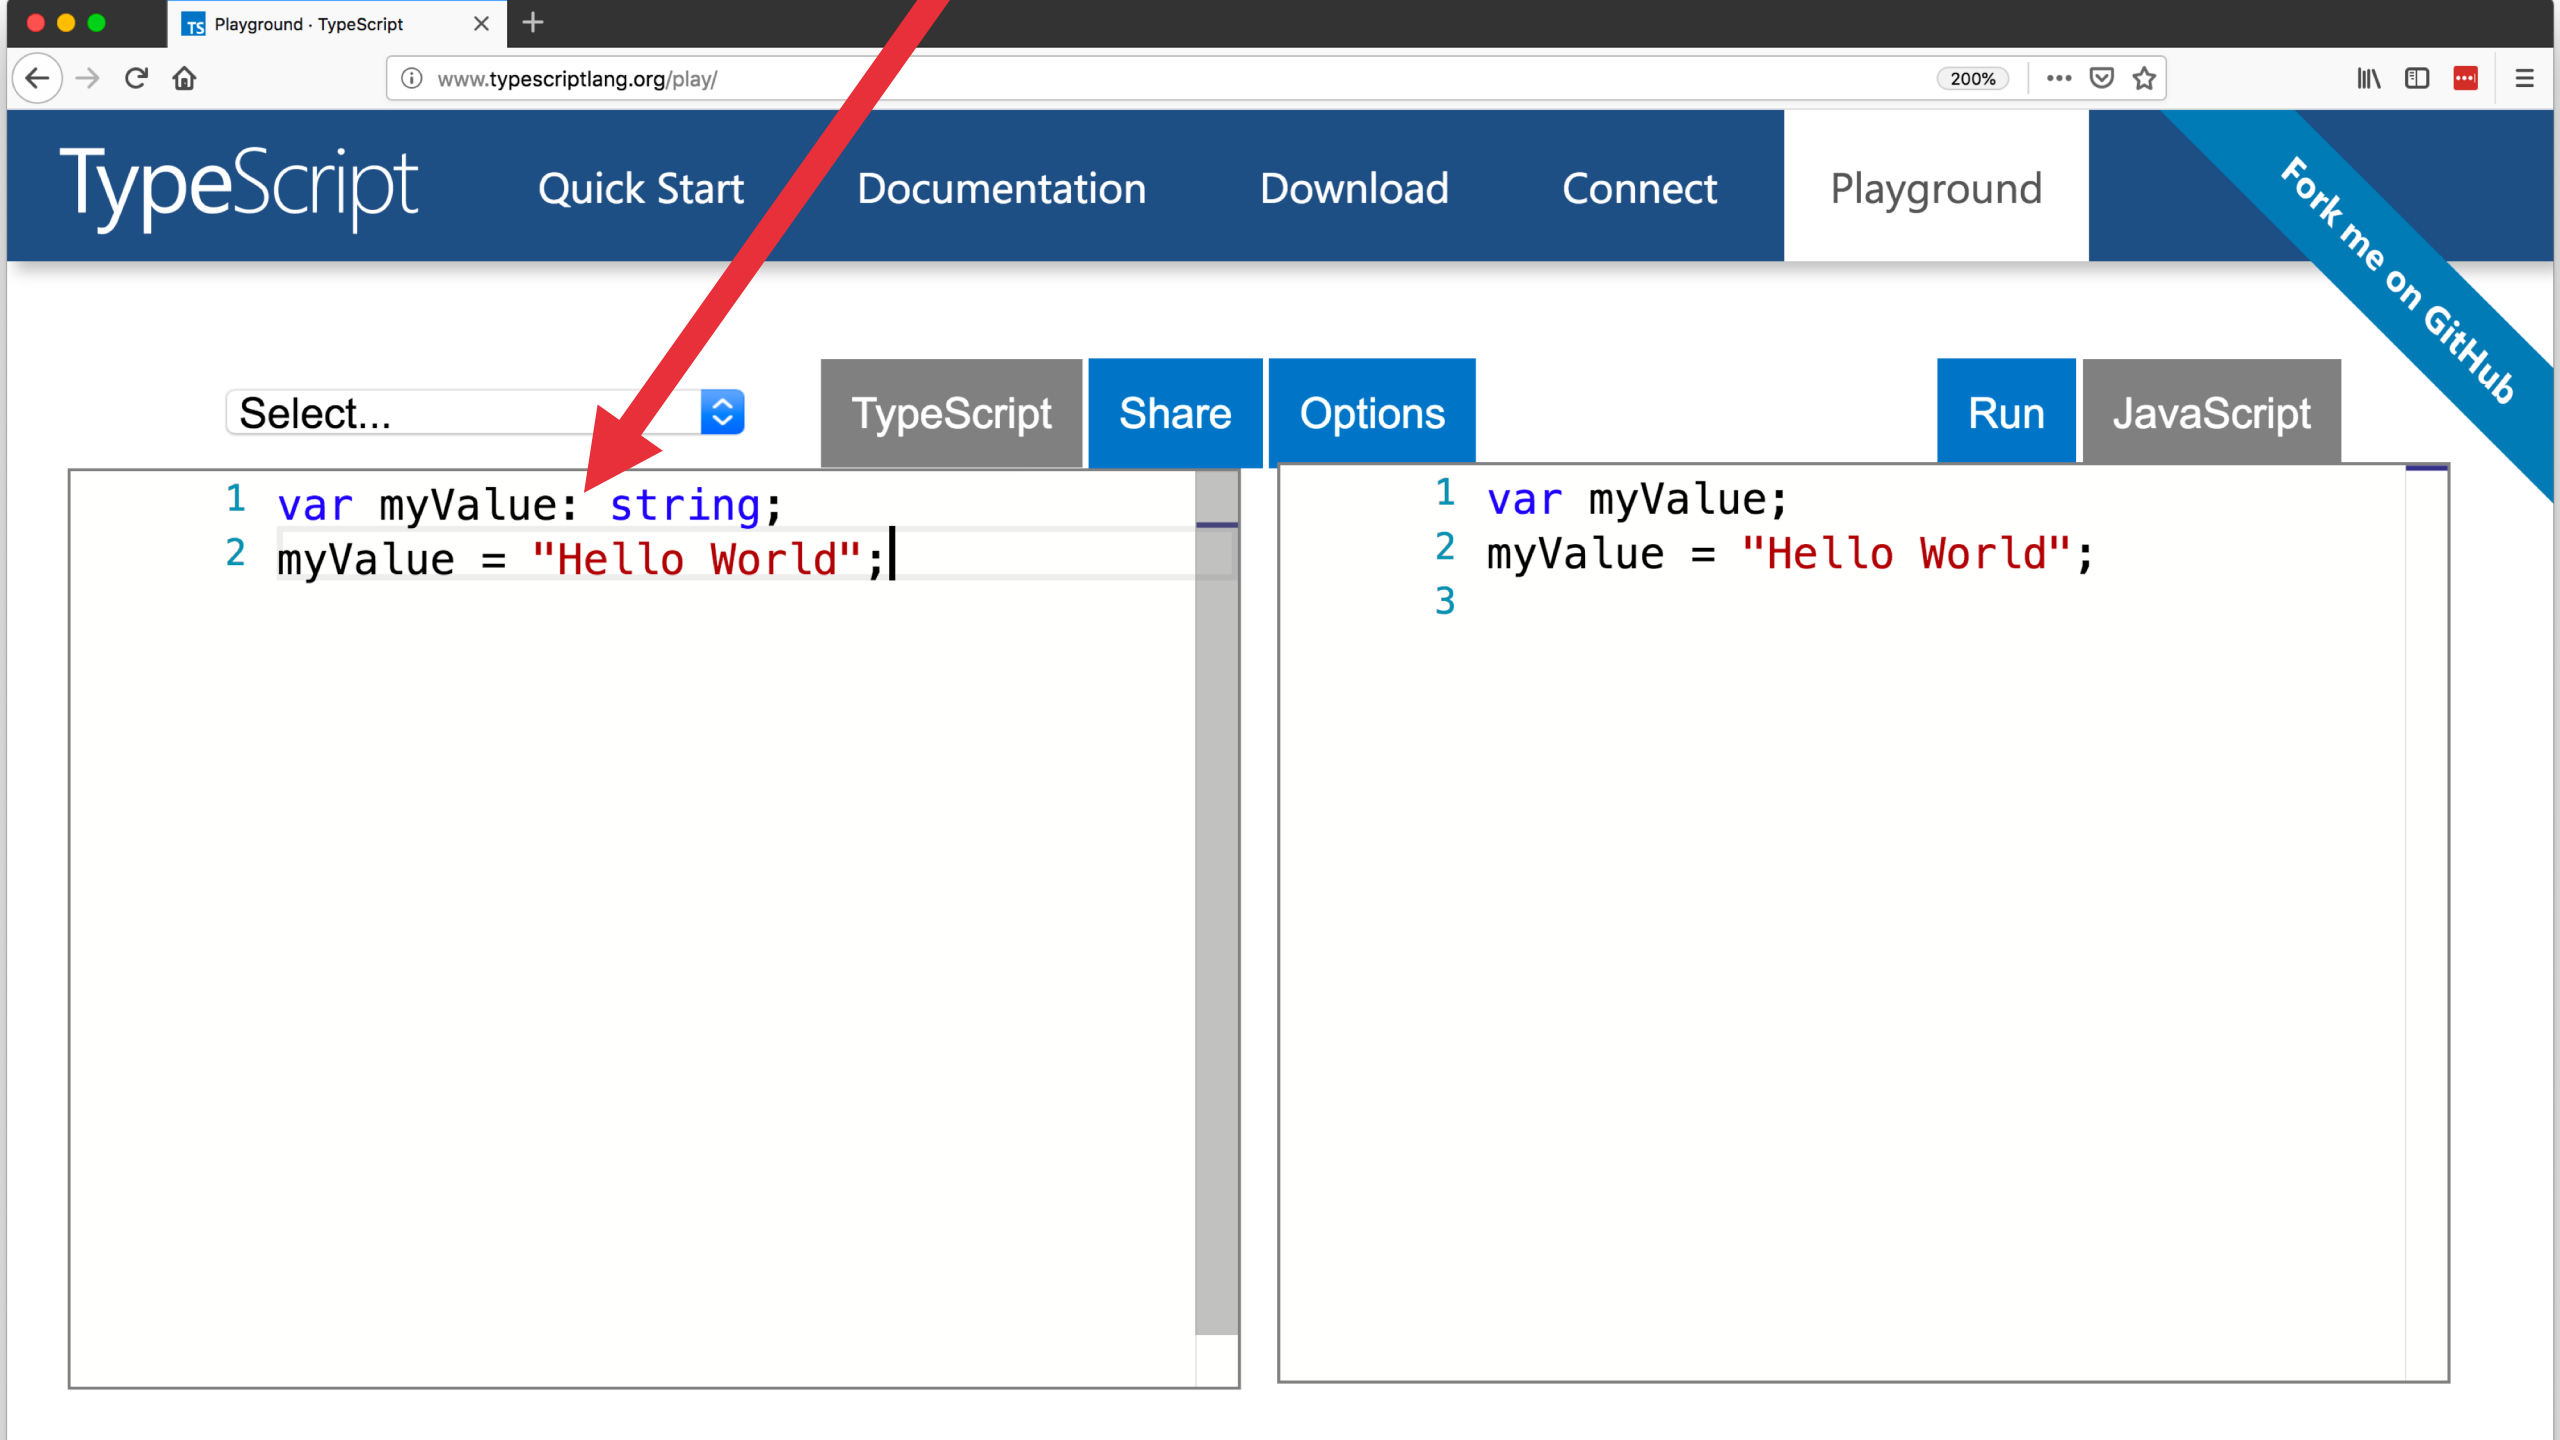 TS Playground · TypeScript
www.typescriptlang.org/play/
200%
TypeScript
Quick Start
Documentation
Download
Connect
Playground
Fork me on GitHub
Select...
TypeScript
Share
Options
Run
JavaScript
1 var myValue: string;
2 myValue = "Hello World";
1 var myValue;
2 myValue = "Hello World";
3